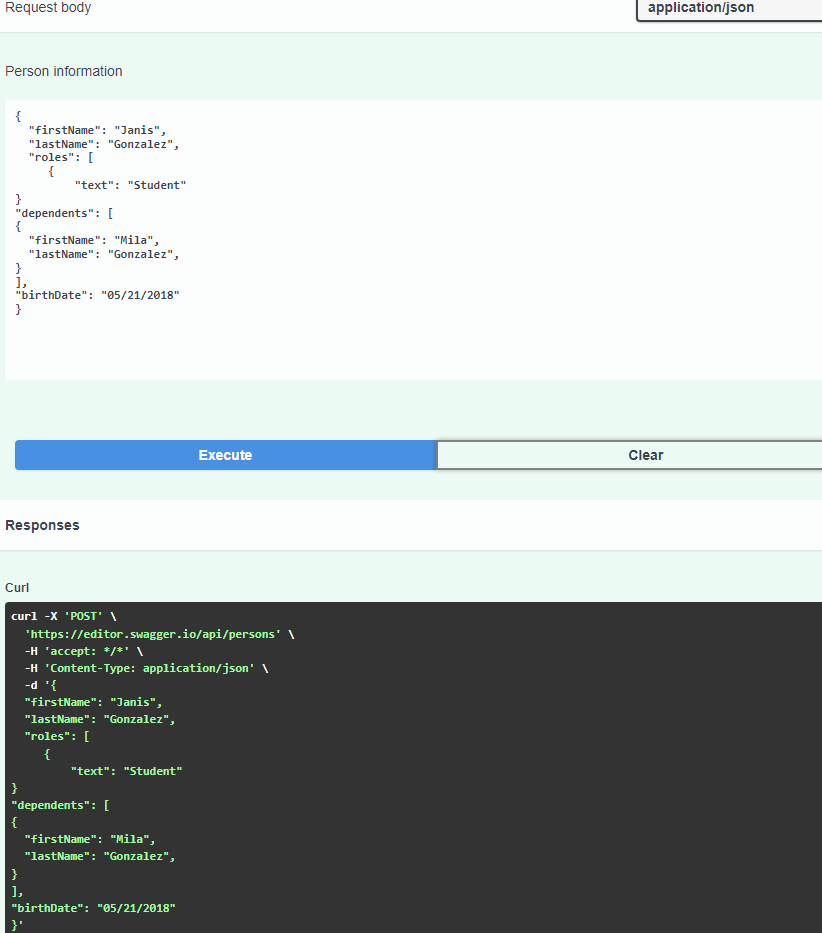 Request body
application/json
Person information
{
"firstName": "Janis",
"lastName": "Gonzalez",
"roles": [
{
"text": "Student"
}
"dependents": [
{
"firstName": "Mila",
"lastName": "Gonzalez",
}
],
"birthDate": "05/21/2018"
}
Execute
Clear
Responses
Curl
curl -X 'POST' \
'https://editor.swagger.io/api/persons' \
-H 'accept: */*' \
-H 'Content-Type: application/json' \
-d '{
"firstName": "Janis",
"lastName": "Gonzalez",
"roles": [
{
"text": "Student"
}
"dependents": [
{
"firstName": "Mila",
"lastName": "Gonzalez",
}
],
"birthDate": "05/21/2018"
}'